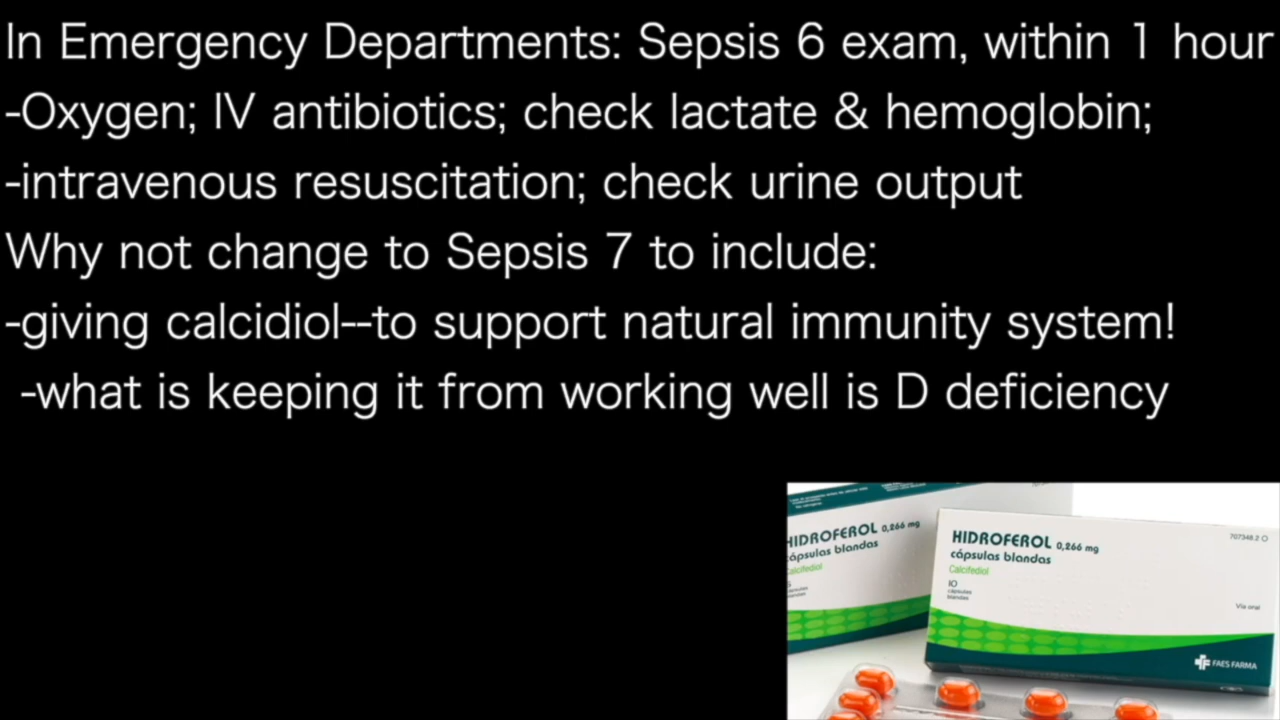 In Emergency Departments: Sepsis 6 exam, within 1 hour
-Oxygen; IV antibiotics; check lactate & hemoglobin;
-intravenous resuscitation; check urine output
Why not change to Sepsis 7 to include:
-giving calcidiol--to support natural immunity system!
-what is keeping it from working well is D deficiency
HIDROFEROL 0,266 mg
cápsulas blandas
Calcifediol
HIDROFEROL 0,266 mg
cápsulas blandas
Calcifediol
10
cápsulas
blandas
707348.2
Vía oral
FAES FARMA